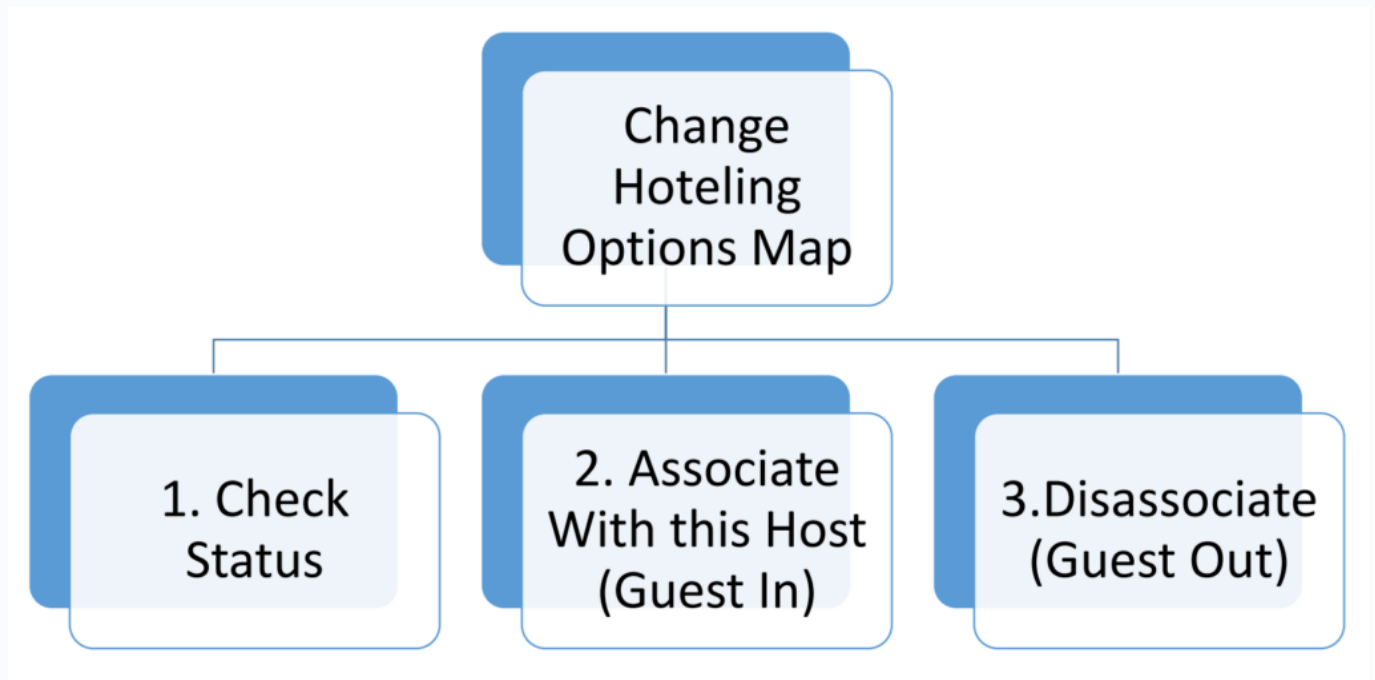 Change
Hoteling
Options Map
1. Check
Status
2. Associate
With this Host
(Guest In)
3.Disassociate
(Guest Out)